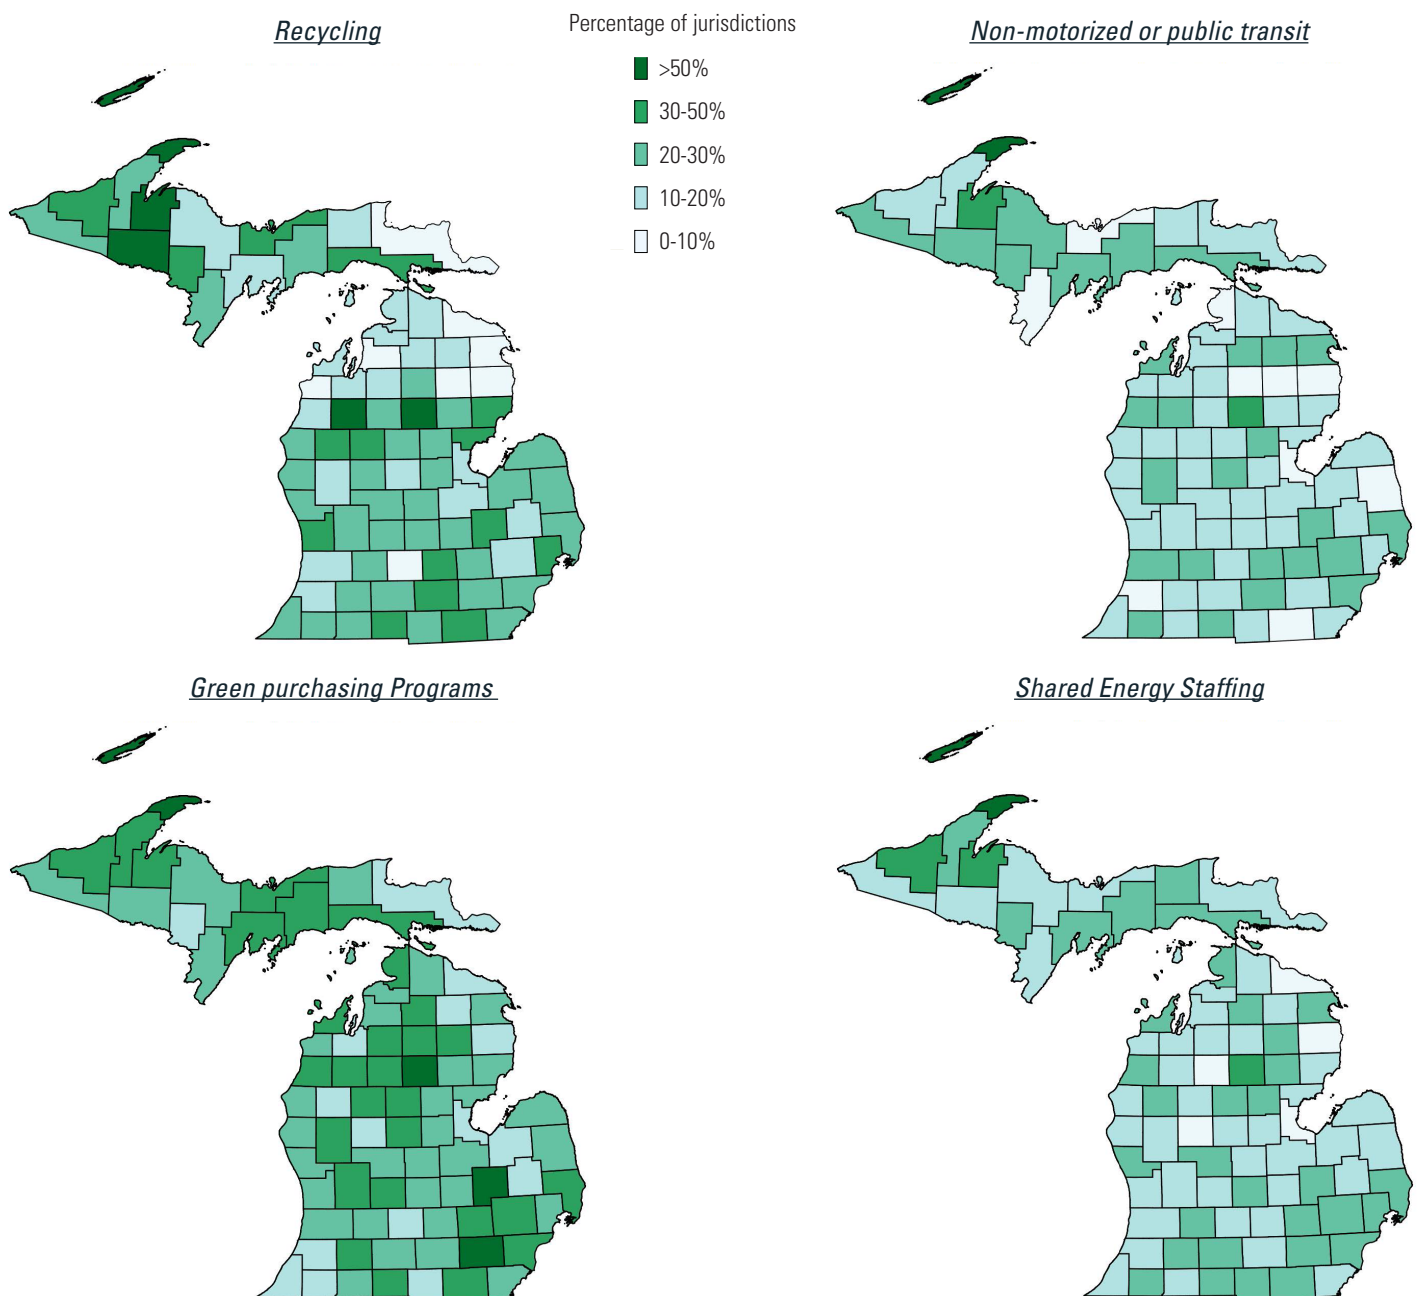 Recycling
Percentage of jurisdictions
>50%
30-50%
20-30%
10-20%
0-10%
Non-motorized or public transit
Green purchasing Programs
Shared Energy Staffing